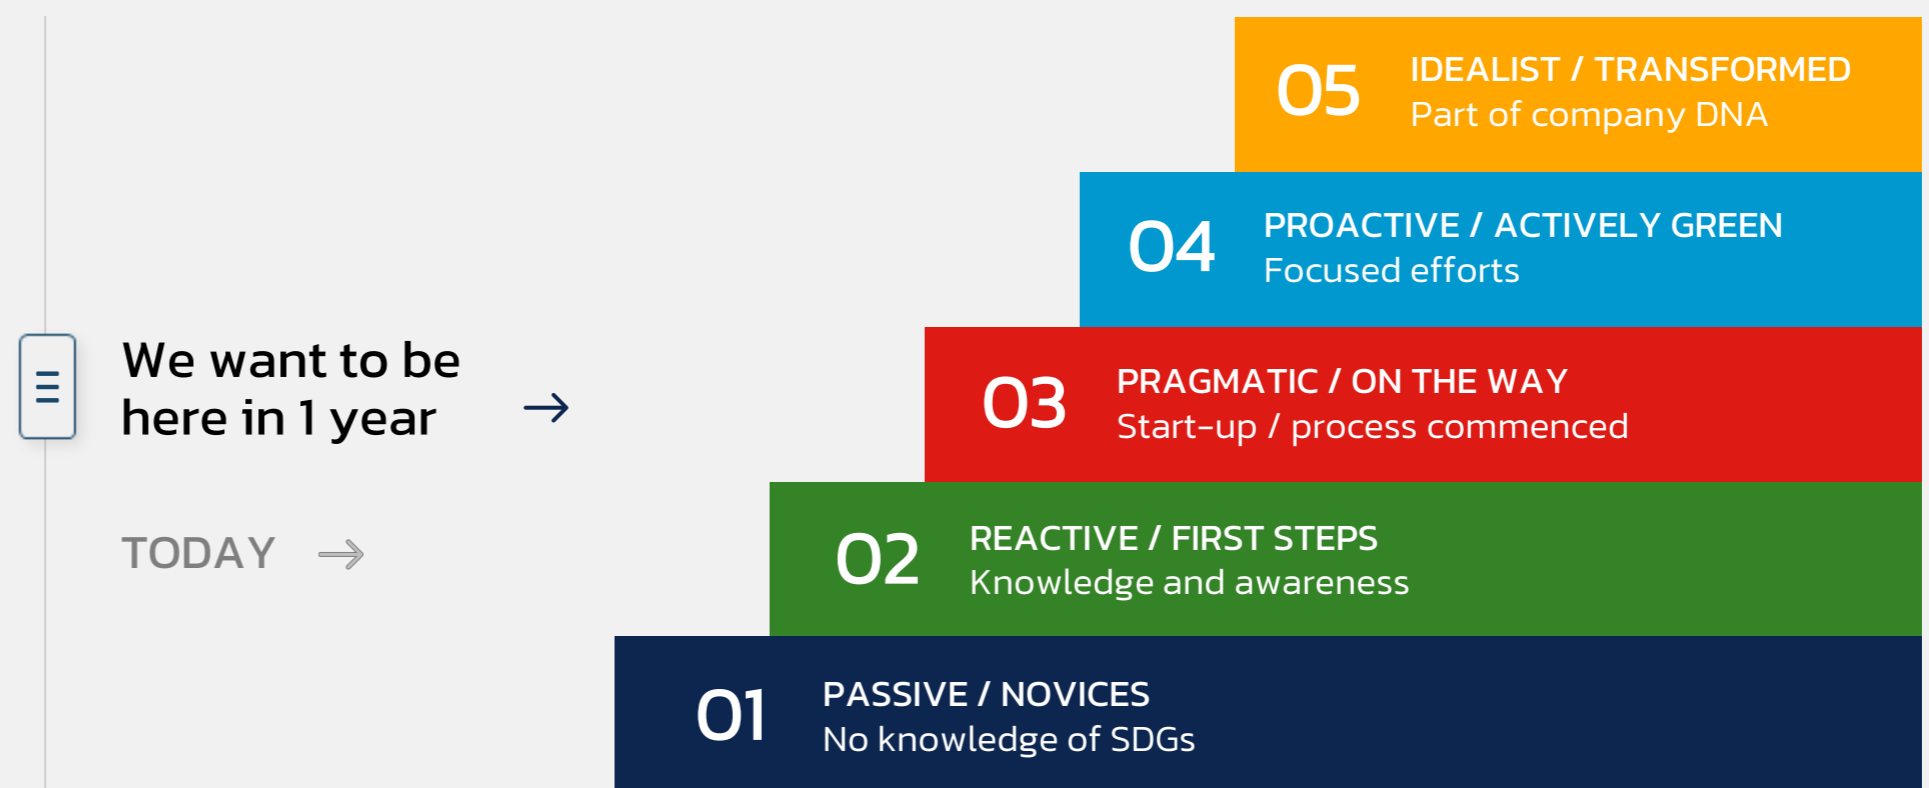 05
IDEALIST / TRANSFORMED
Part of company DNA
04
PROACTIVE / ACTIVELY GREEN
Focused efforts
We want to be
here in 1 year
→
03
PRAGMATIC / ON THE WAY
Start-up / process commenced
TODAY →
02
REACTIVE / FIRST STEPS
Knowledge and awareness
01
PASSIVE / NOVICES
No knowledge of SDGs